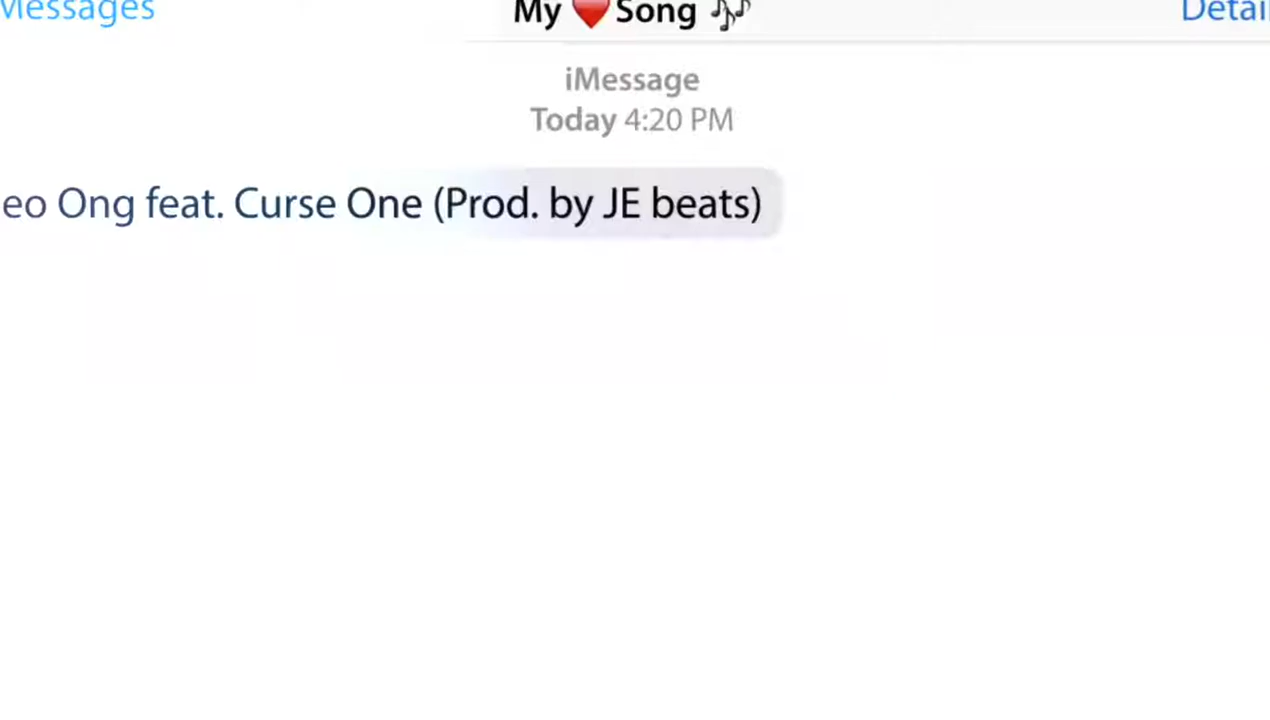 Messages
My ❤️Song 🎶
Detai
iMessage
Today 4:20 PM
eo Ong feat. Curse One (Prod. by JE beats)